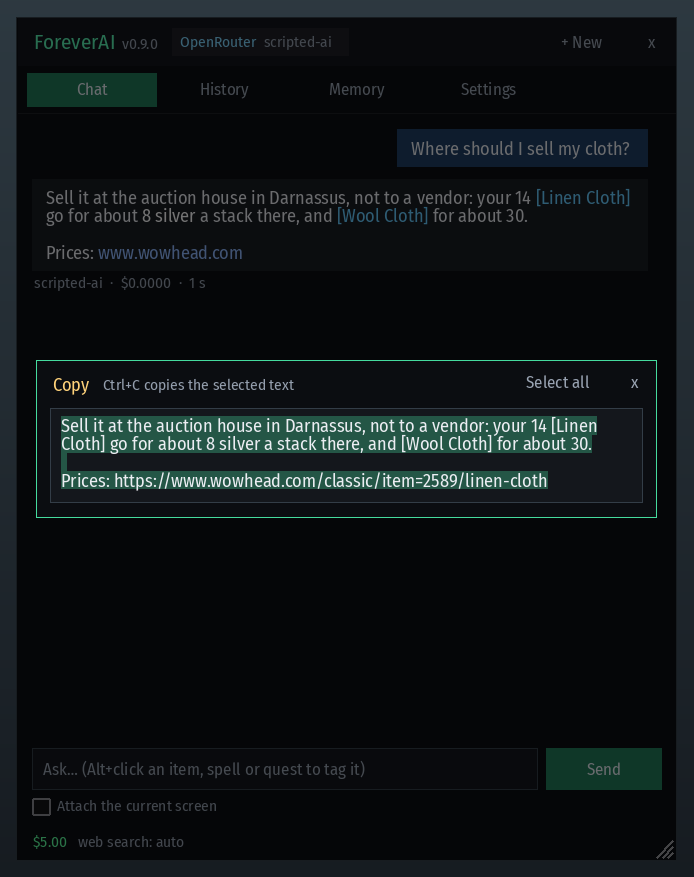 ForeverAI v0.9.0 OpenRouter scripted-ai + New x
Chat History Memory Settings
Where should I sell my cloth?
Sell it at the auction house in Darnassus, not to a vendor: your 14 [Linen Cloth]
go for about 8 silver a stack there, and [Wool Cloth] for about 30.
Prices: www.wowhead.com
scripted-ai · $0.0000 · 1 s
Copy Ctrl+C copies the selected text Select all x
Sell it at the auction house in Darnassus, not to a vendor: your 14 [Linen
Cloth] go for about 8 silver a stack there, and [Wool Cloth] for about 30.
Prices: https://www.wowhead.com/classic/item=2589/linen-cloth
Ask... (Alt+click an item, spell or quest to tag it) Send
Attach the current screen
$5.00 web search: auto